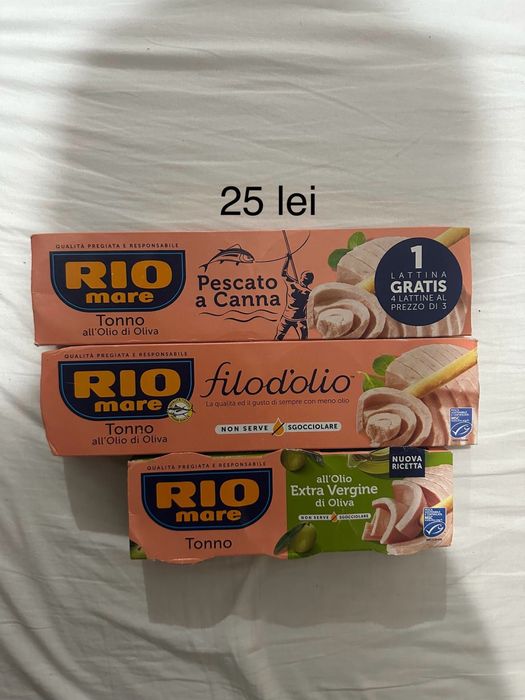 25 lei
QUALITÀ PREGIATA E RESPONSABILE
RIO
mare
Tonno
all'Olio di Oliva
Pescato
a Canna
1
LATTINA
GRATIS
4 LATTINE AL
PREZZO DI 3
QUALITÀ PREGIATA E RESPONSABILE
RIO
mare
Tonno
all'Olio di Oliva
filod'olio
La qualità ed il gusto di sempre con meno olio
NON SERVE SGOCCIOLARE
QUALITÀ PREGIATA E RESPONSABILE
RIO
mare
Tonno
all'Olio
Extra Vergine
di Oliva
NON SERVE SGOCCIOLARE
NUOVA
RICETTA